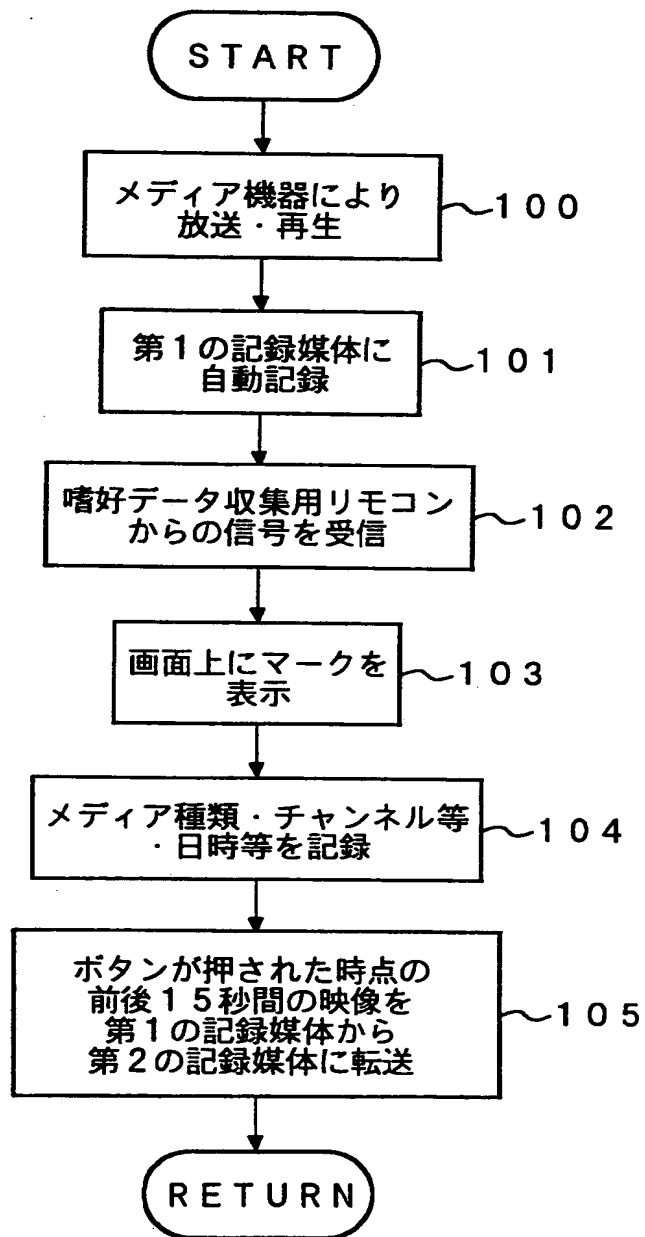 START
メディア機器により
放送・再生
100
第1の記録媒体に
自動記録
101
嗜好データ収集用リモコン
からの信号を受信
102
画面上にマークを
表示
103
メディア種類・チャンネル等
・日時等を記録
104
ボタンが押された時点の
前後15秒間の映像を
第1の記録媒体から
第2の記録媒体に転送
105
RETURN